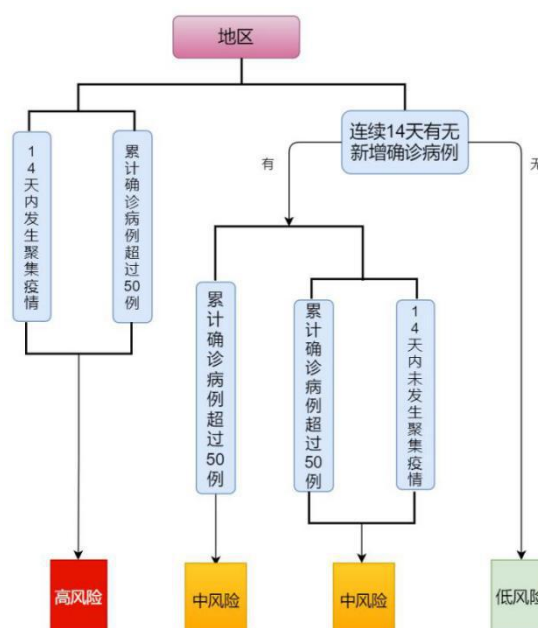 地区
连续14天有无
新增确诊病例
有
无
14天内发生聚集疫情
累计确诊病例超过50例
累计确诊病例超过50例
累计确诊病例超过50例
14天内未发生聚集疫情
高风险
中风险
中风险
低风险